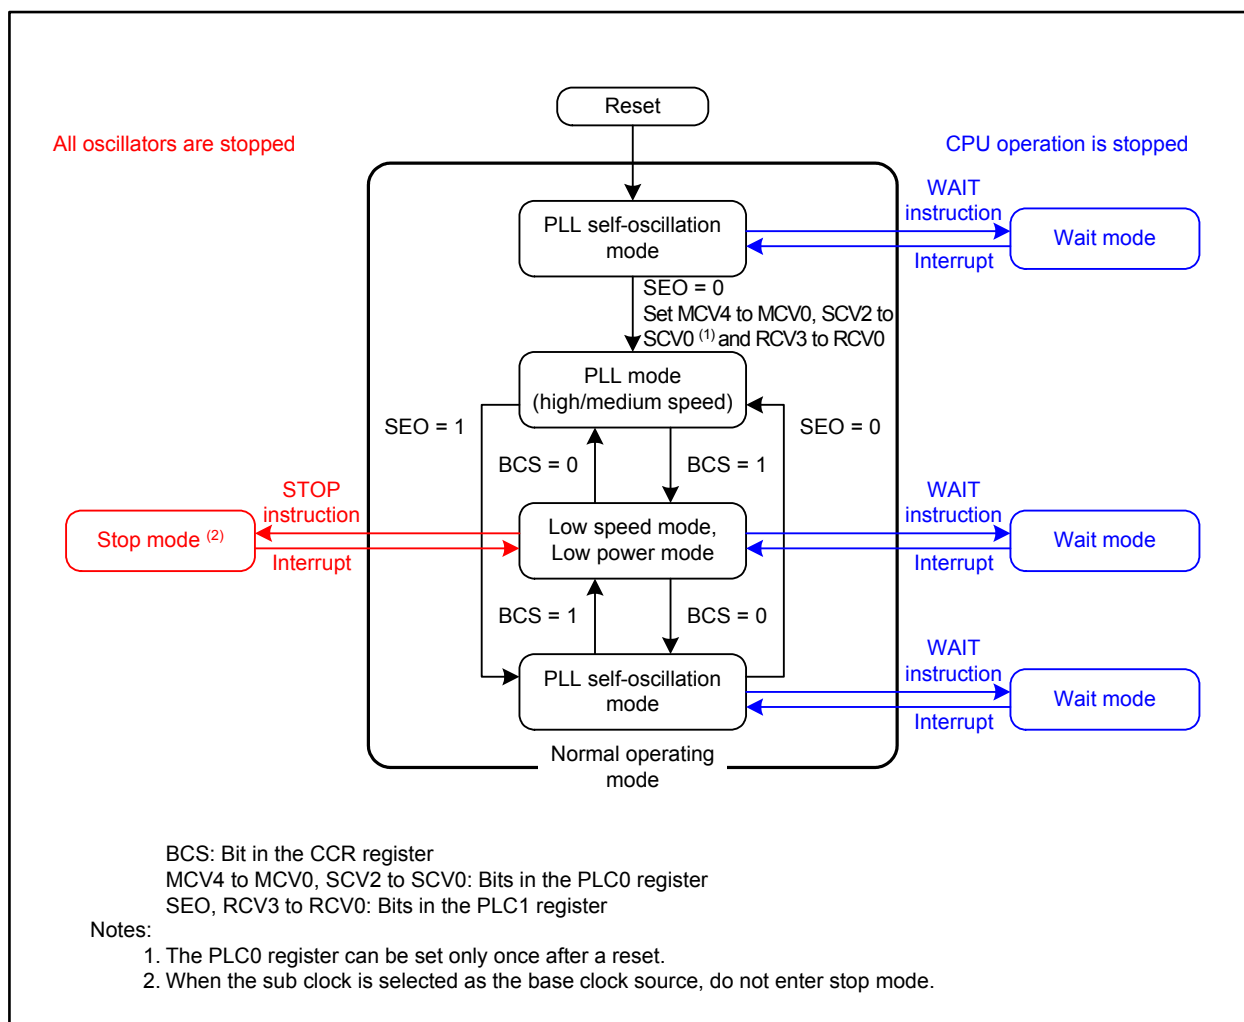 Reset
All oscillators are stopped
CPU operation is stopped
PLL self-oscillation
mode
WAIT
instruction
Interrupt
Wait mode
SEO = 0
Set MCV4 to MCV0, SCV2 to
SCV0 (1) and RCV3 to RCV0
PLL mode
(high/medium speed)
SEO = 1
SEO = 0
BCS = 0
BCS = 1
STOP
instruction
Interrupt
Stop mode (2)
Low speed mode,
Low power mode
WAIT
instruction
Interrupt
Wait mode
BCS = 1
BCS = 0
PLL self-oscillation
mode
WAIT
instruction
Interrupt
Wait mode
Normal operating
mode
BCS: Bit in the CCR register
MCV4 to MCV0, SCV2 to SCV0: Bits in the PLC0 register
SEO, RCV3 to RCV0: Bits in the PLC1 register
Notes:
1. The PLC0 register can be set only once after a reset.
2. When the sub clock is selected as the base clock source, do not enter stop mode.